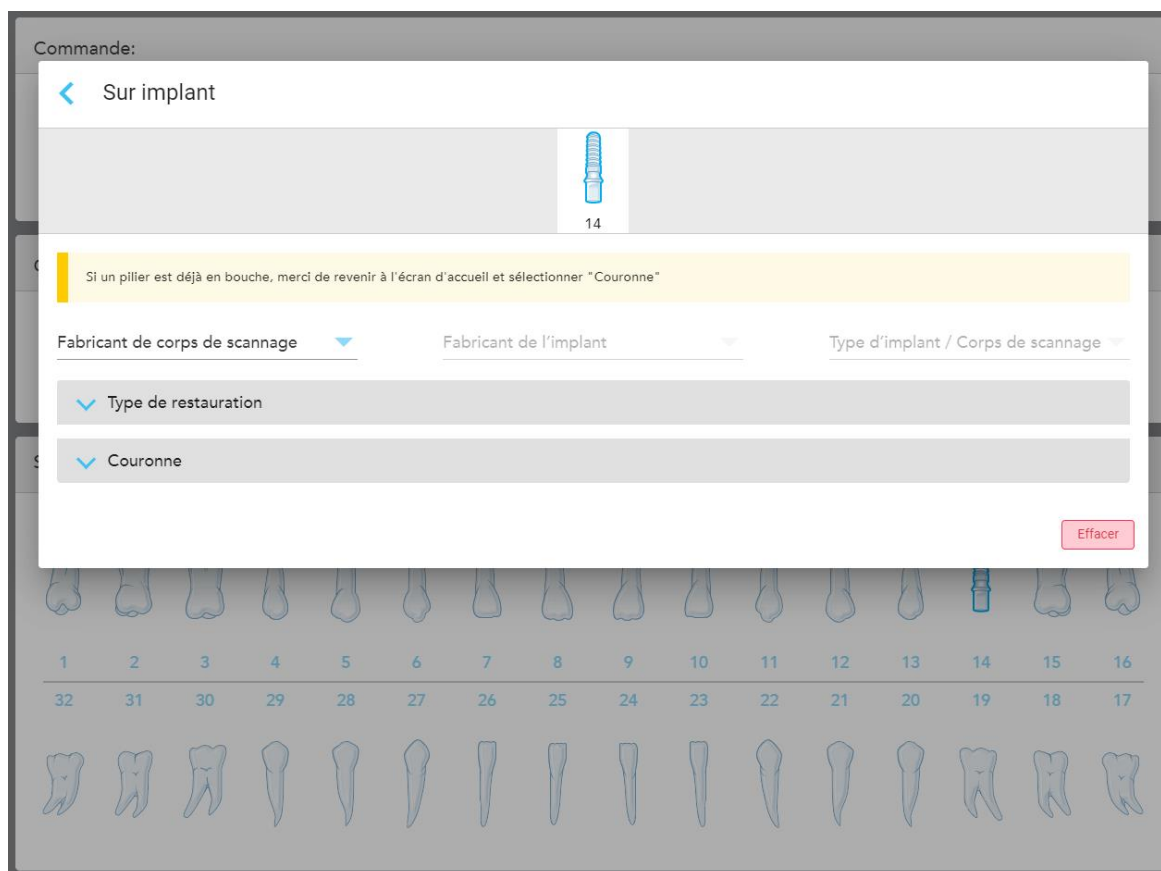 Commande:
Sur implant
14
Si un pilier est déjà en bouche, merci de revenir à l'écran d'accueil et sélectionner "Couronne"
Fabricant de corps de scannage Fabricant de l'implant Type d'implant / Corps de scannage
Type de restauration
Couronne
Effacer
1 2 3 4 5 6 7 8 9 10 11 12 13 14 15 16
32 31 30 29 28 27 26 25 24 23 22 21 20 19 18 17